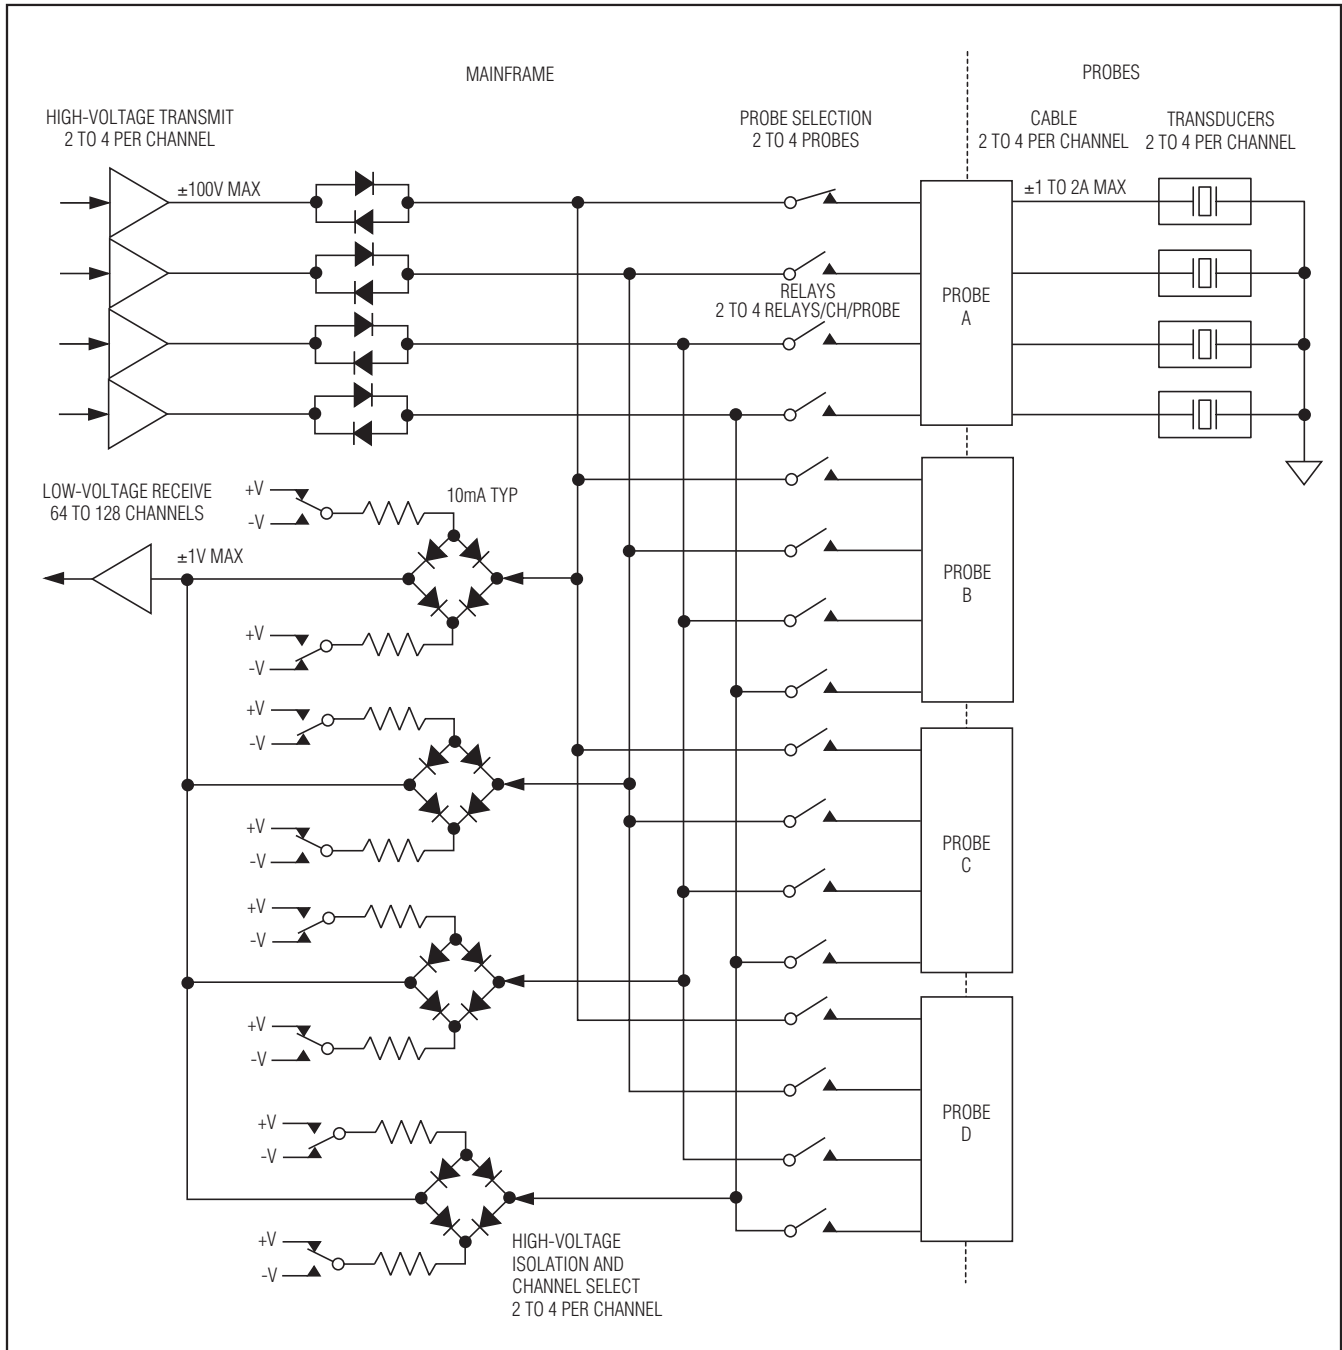 MAINFRAME
PROBES
HIGH-VOLTAGE TRANSMIT
2 TO 4 PER CHANNEL
PROBE SELECTION
2 TO 4 PROBES
CABLE
2 TO 4 PER CHANNEL
TRANSDUCERS
2 TO 4 PER CHANNEL
±100V MAX
±1 TO 2A MAX
RELAYS
2 TO 4 RELAYS/CH/PROBE
PROBE
A
LOW-VOLTAGE RECEIVE
64 TO 128 CHANNELS
+V
-V
10mA TYP
±1V MAX
PROBE
B
+V
-V
+V
-V
+V
-V
PROBE
C
+V
-V
+V
-V
PROBE
D
+V
-V
+V
-V
HIGH-VOLTAGE
ISOLATION AND
CHANNEL SELECT
2 TO 4 PER CHANNEL